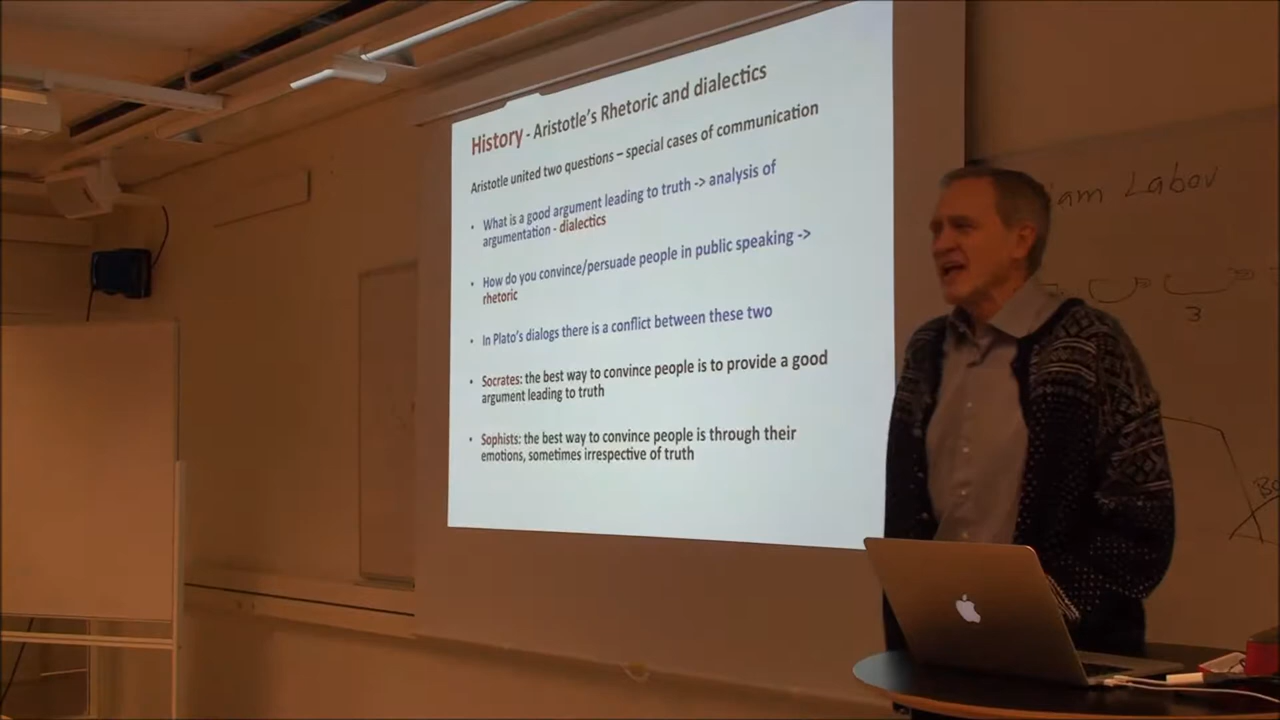 History - Aristotle's Rhetoric and dialectics
Aristotle united two questions – special cases of communication
• What is a good argument leading to truth -> analysis of
argumentation - dialectics
• How do you convince/persuade people in public speaking ->
rhetoric
• In Plato's dialogs there is a conflict between these two
• Socrates: the best way to convince people is to provide a good
argument leading to truth
• Sophists: the best way to convince people is through their
emotions, sometimes irrespective of truth
Labov
3